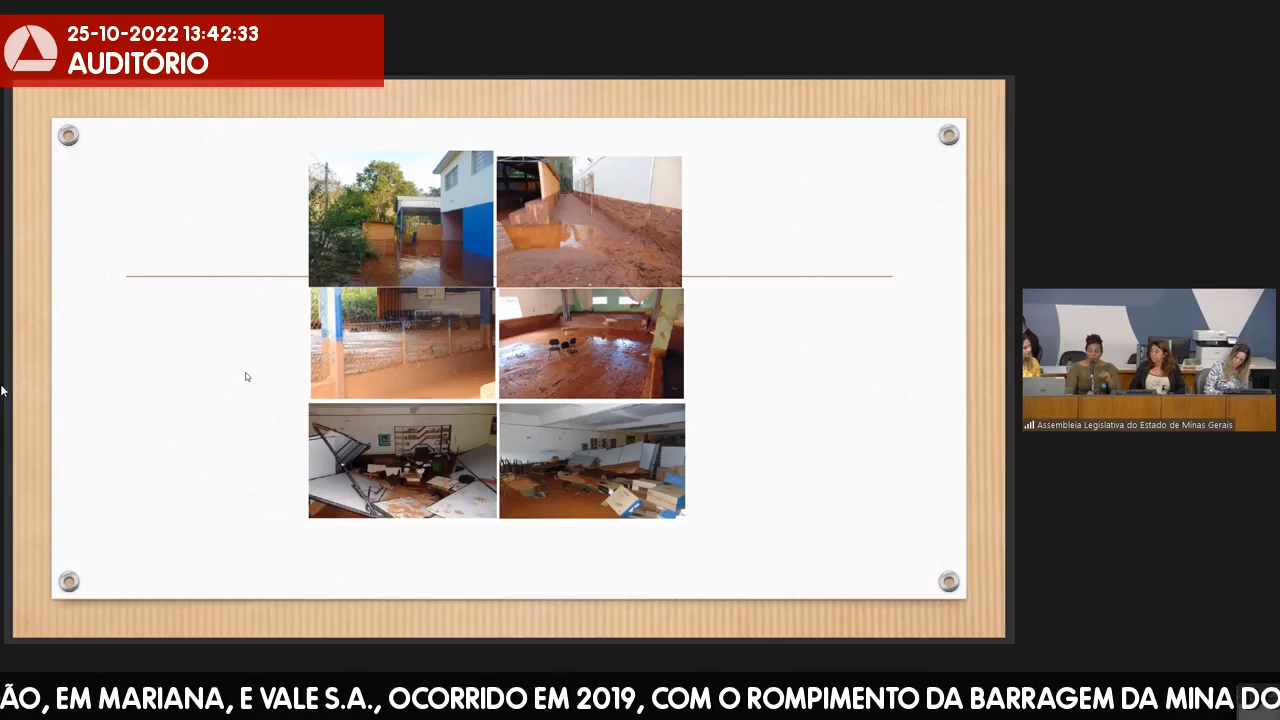 25-10-2022 13:42:33
AUDITÓRIO
Assembleia Legislativa do Estado de Minas Gerais
ÃO, EM MARIANA, E VALE S.A., OCORRIDO EM 2019, COM O ROMPIMENTO DA BARRAGEM DA MINA DO